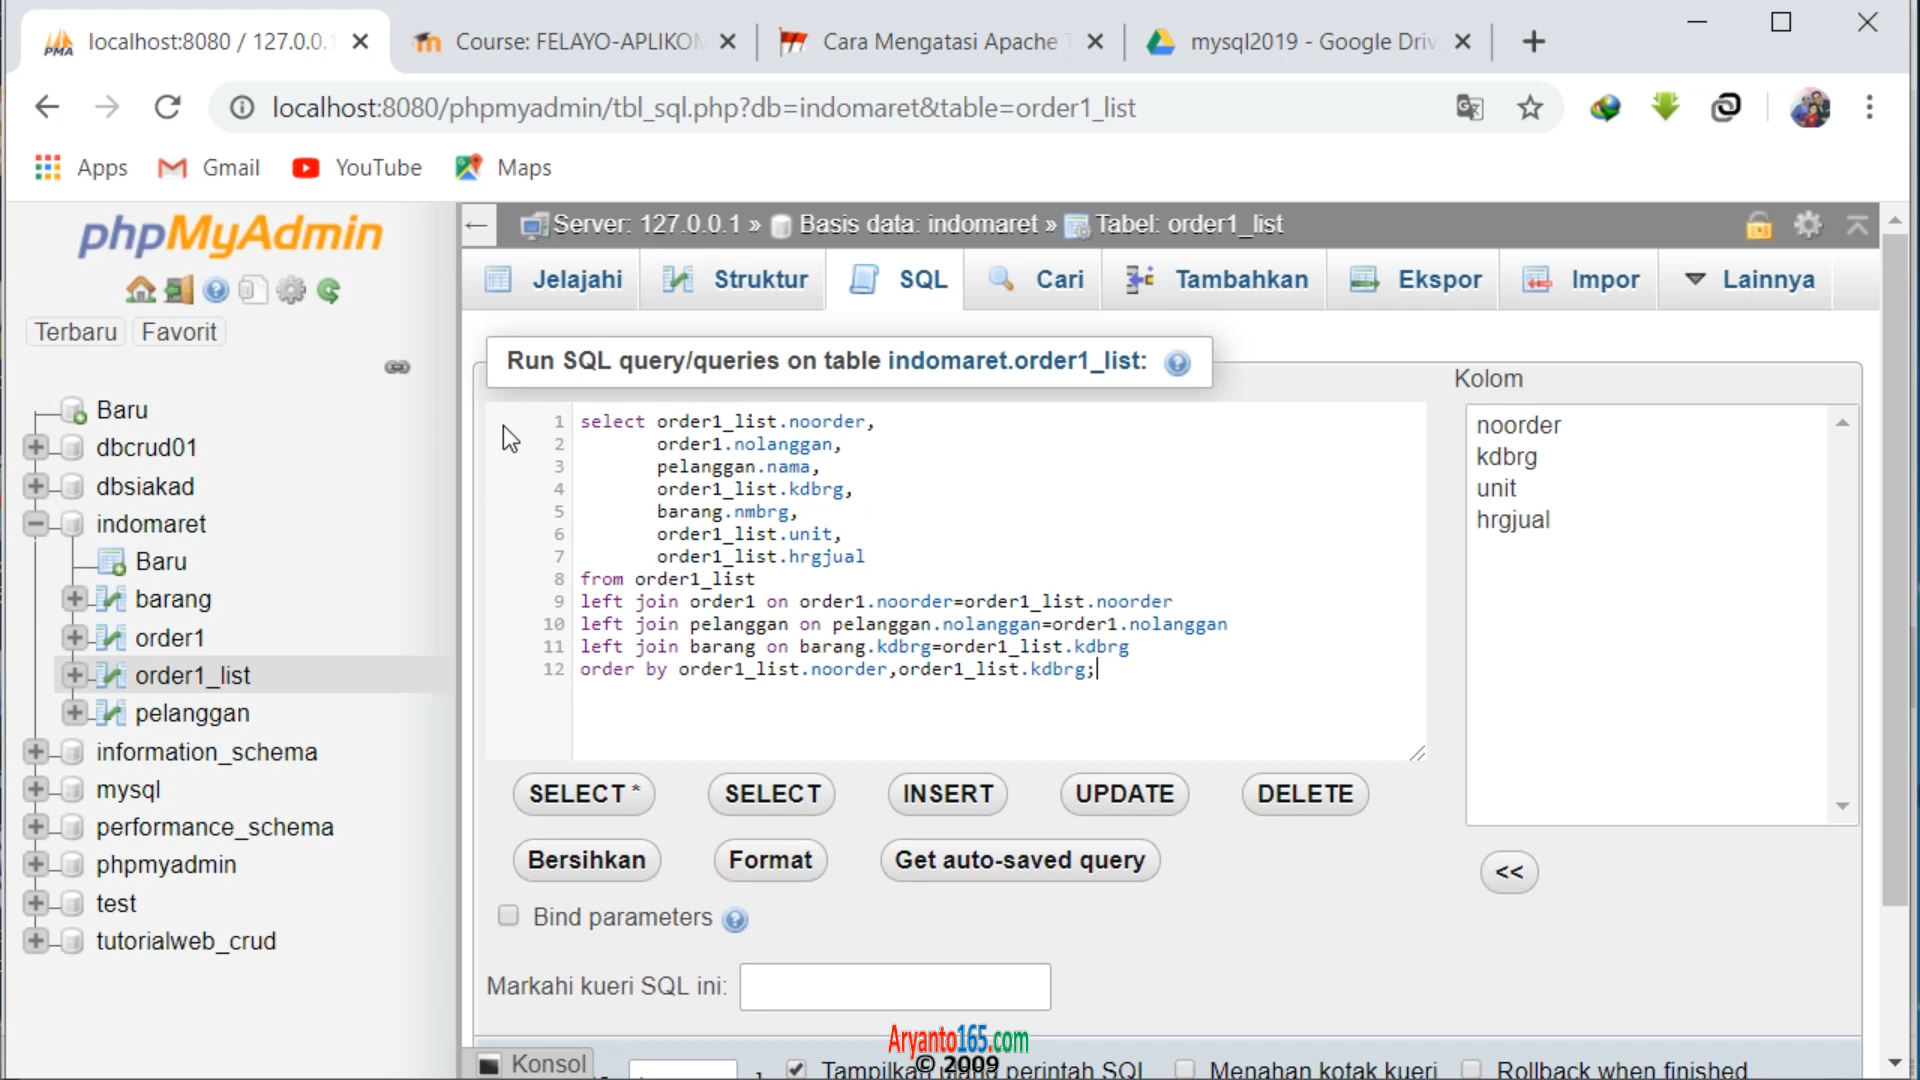 localhost:8080 / 127.0.0.1
Course: FELAYO-APLIKO
Cara Mengatasi Apache
mysql2019 - Google Driv
localhost:8080/phpmyadmin/tbl_sql.php?db=indomaret&table=order1_list
Apps
Gmail
YouTube
Maps
phpMyAdmin
Terbaru
Favorit
Baru
dbcrud01
dbsiakad
indomaret
Baru
barang
order1
order1_list
pelanggan
information_schema
mysql
performance_schema
phpmyadmin
test
tutorialweb_crud
Server: 127.0.0.1 » Basis data: indomaret » Tabel: order1_list
Jelajahi
Struktur
SQL
Cari
Tambahkan
Ekspor
Impor
Lainnya
Run SQL query/queries on table indomaret.order1_list:
1 select order1_list.noorder,
2 order1.nolanggan,
3 pelanggan.nama,
4 order1_list.kdbrg,
5 barang.nmbrg,
6 order1_list.unit,
7 order1_list.hrgjual
8 from order1_list
9 left join order1 on order1.noorder=order1_list.noorder
10 left join pelanggan on pelanggan.nolanggan=order1.nolanggan
11 left join barang on barang.kdbrg=order1_list.kdbrg
12 order by order1_list.noorder,order1_list.kdbrg;
Kolom
noorder
kdbrg
unit
hrgjual
SELECT *
SELECT
INSERT
UPDATE
DELETE
Bersihkan
Format
Get auto-saved query
<<
Bind parameters
Markahi kueri SQL ini:
Aryanto165.com
© 2009
Konsol
Tampilkan ulang perintah SQL
Menahan kotak kueri
Rollback when finished